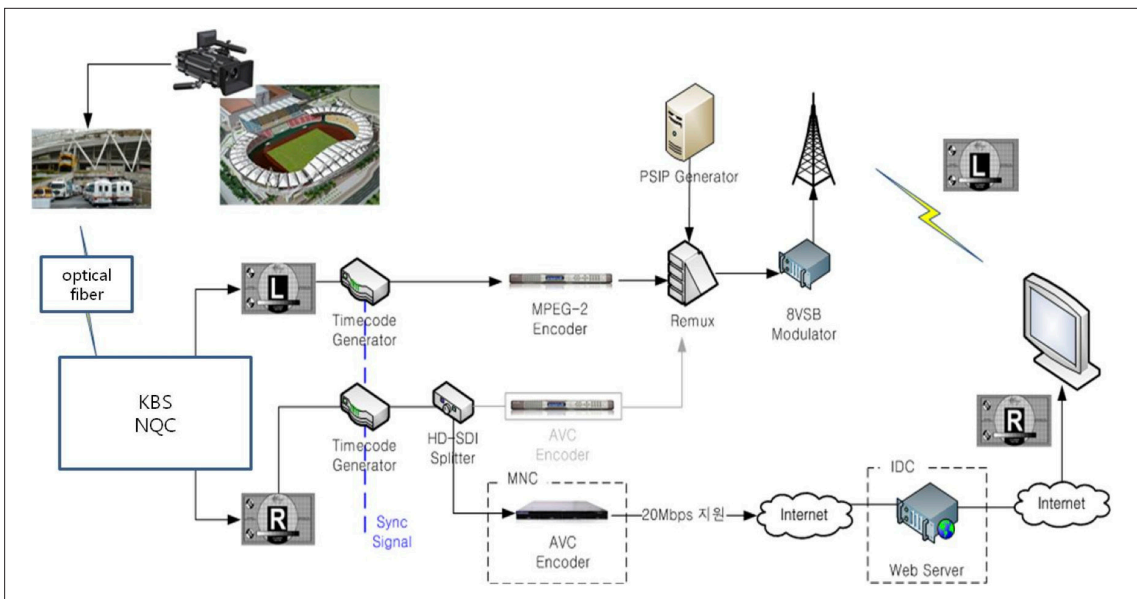 PSIP Generator
L
optical
fiber
L
Timecode
Generator
MPEG-2
Encoder
Remux
8VSB
Modulator
KBS
NQC
Timecode
Generator
HD-SDI
Splitter
AVC
Encoder
R
R
Sync
Signal
MNC
AVC
Encoder
20Mbps 지원
Internet
IDC
Web Server
Internet